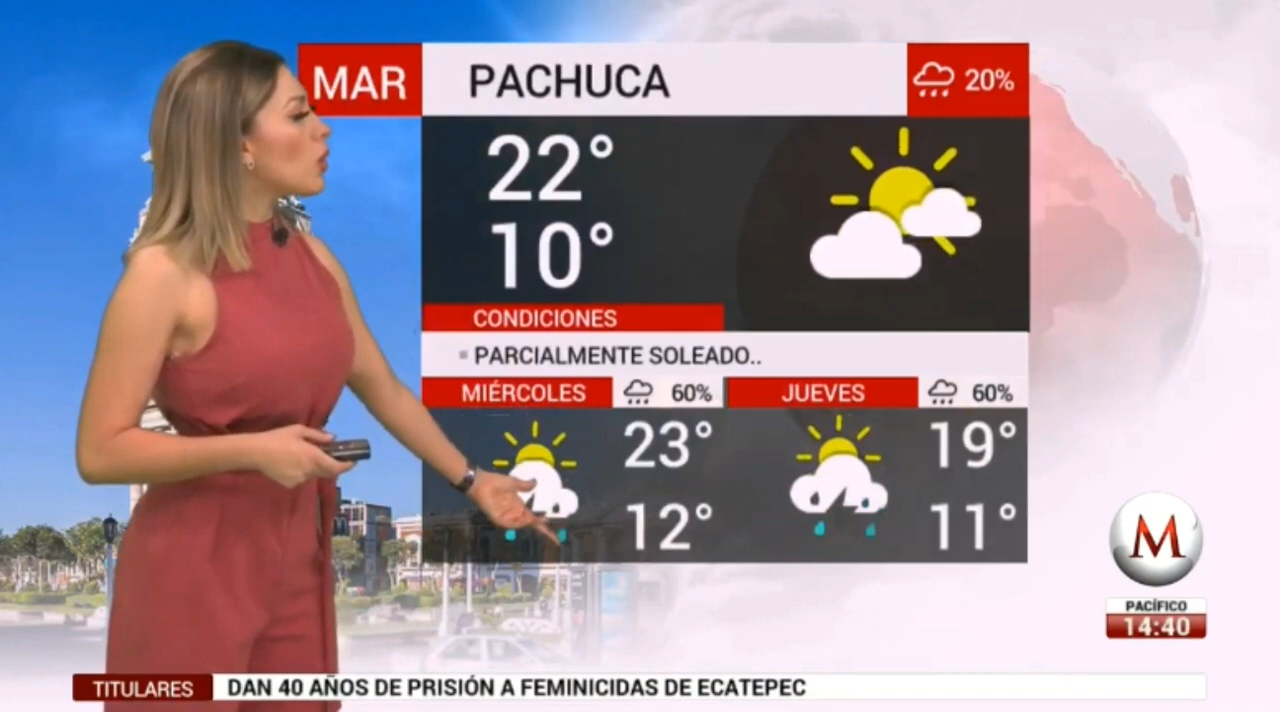 MAR
PACHUCA
20%
22°
10°
CONDICIONES
PARCIALMENTE SOLEADO..
MIÉRCOLES
60%
JUEVES
60%
23°
12°
19°
11°
M
PACÍFICO
14:40
TITULARES
DAN 40 AÑOS DE PRISIÓN A FEMINICIDAS DE ECATEPEC